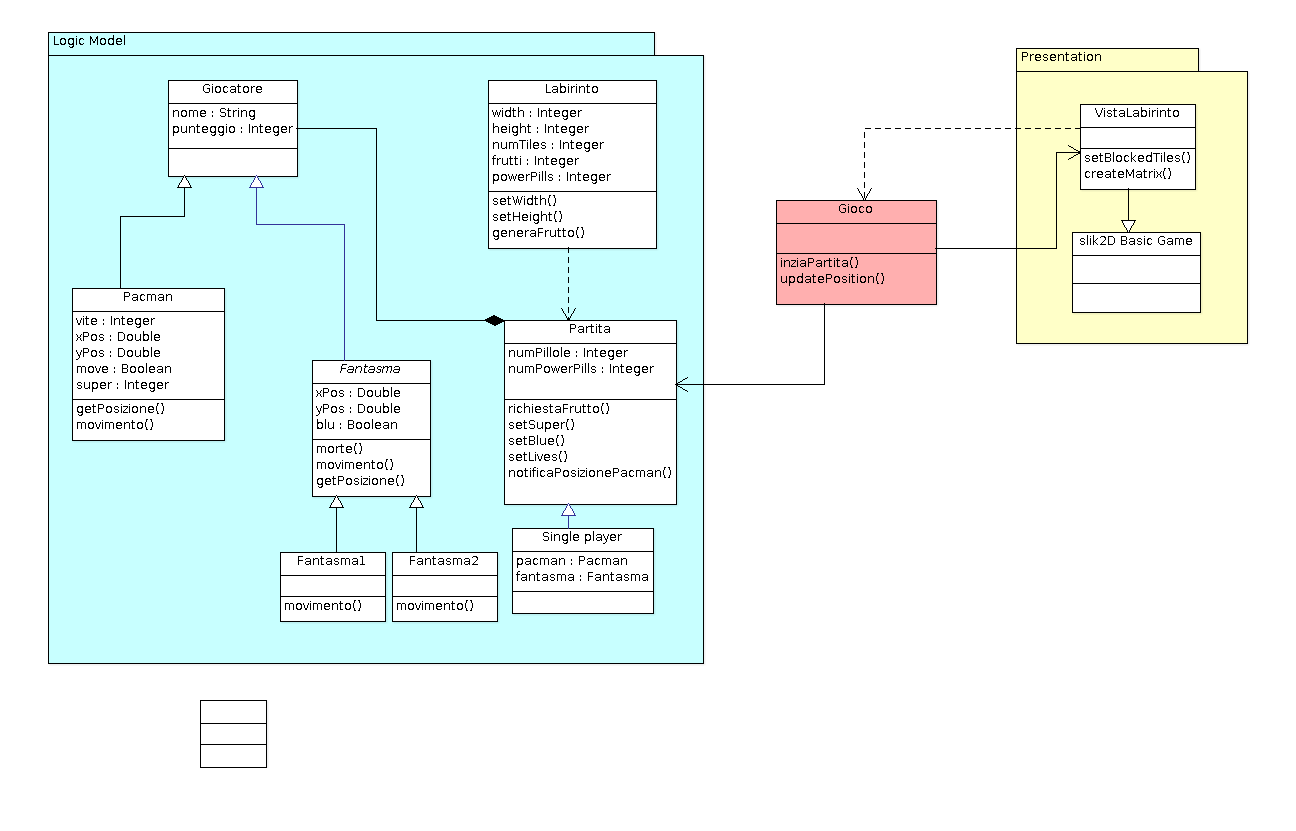 Logic Model
Giocatore
nome : String
punteggio : Integer
Labirinto
width : Integer
height : Integer
numTiles : Integer
frutti : Integer
powerPills : Integer
setWidth()
setHeight()
generaFrutto()
Pacman
vite : Integer
xPos : Double
yPos : Double
move : Boolean
super : Integer
getPosizione()
movimento()
Fantasma
xPos : Double
yPos : Double
blu : Boolean
morte()
movimento()
getPosizione()
Partita
numPillole : Integer
numPowerPills : Integer
richiestaFrutto()
setSuper()
setBlue()
setLives()
notificaPosizionePacman()
Fantasma1
movimento()
Fantasma2
movimento()
Single player
pacman : Pacman
fantasma : Fantasma
Gioco
inziaPartita()
updatePosition()
Presentation
VistaLabirinto
setBlockedTiles()
createMatrix()
slik2D Basic Game